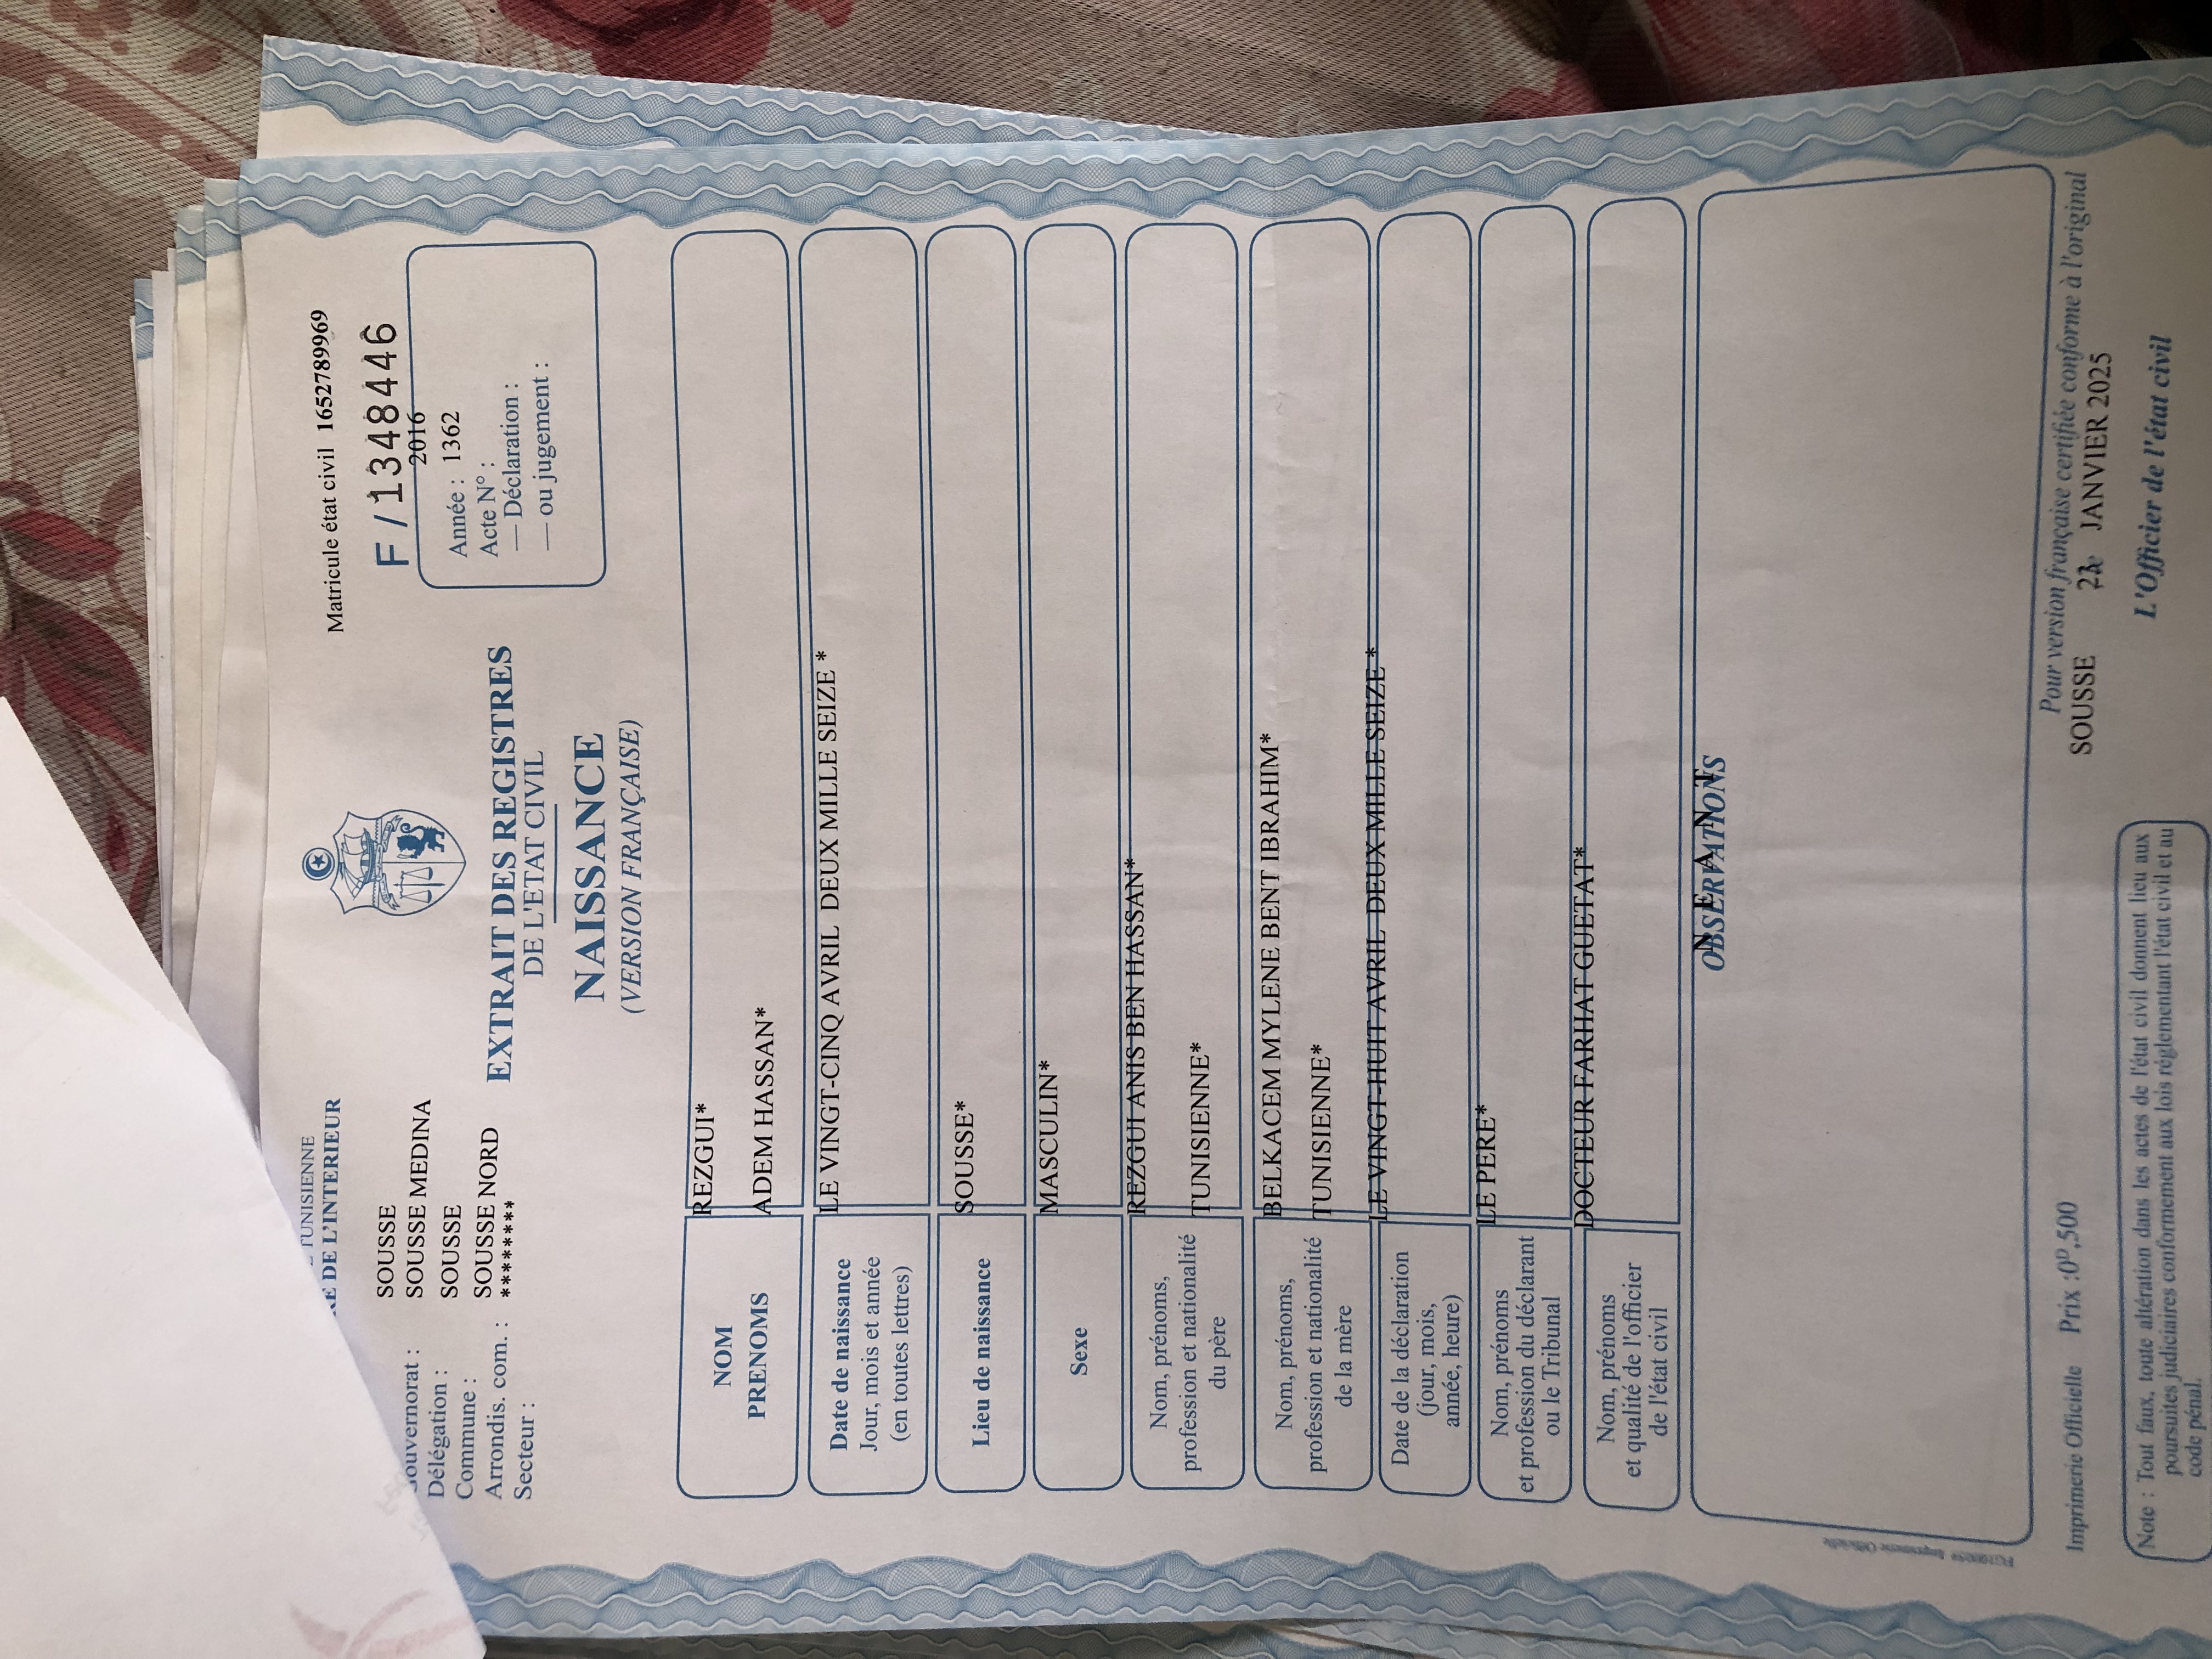 TUNISIENNE
RE DE L'INTERIEUR
Matricule état civil 1652789969
F/1348446
Gouvernorat : SOUSSE
Délégation : SOUSSE MEDINA
Commune : SOUSSE
Arrondis. com. : SOUSSE NORD
Secteur : ********
2016
Année : 1362
Acte N° :
— Déclaration :
— ou jugement :
EXTRAIT DES REGISTRES
DE L'ETAT CIVIL
NAISSANCE
(VERSION FRANÇAISE)
NOM
PRENOMS
REZGUI*
ADEM HASSAN*
Date de naissance
Jour, mois et année
(en toutes lettres)
LE VINGT-CINQ AVRIL DEUX MILLE SEIZE *
Lieu de naissance
SOUSSE*
Sexe
MASCULIN*
Nom, prénoms,
profession et nationalité
du père
REZGUI ANIS BEN HASSAN*
TUNISIENNE*
Nom, prénoms,
profession et nationalité
de la mère
BELKACEM MYLENE BENT IBRAHIM*
TUNISIENNE*
Date de la déclaration
(jour, mois,
année, heure)
LE VINGT-HUIT AVRIL DEUX MILLE SEIZE *
Nom, prénoms
et profession du déclarant
ou le Tribunal
LE PERE*
Nom, prénoms
et qualité de l'officier
de l'état civil
DOCTEUR FARHAT GUETAT*
OBSERVATIONS
N E A N T
Imprimerie Officielle Prix :0ᴰ,500
Pour version française certifiée conforme à l'original
SOUSSE JANVIER 2025
L'Officier de l'état civil
Note : Tout faux, toute altération dans les actes de l'état civil donnent lieu aux
poursuites judiciaires conformement aux lois réglementant l'état civil et au
code pénal.